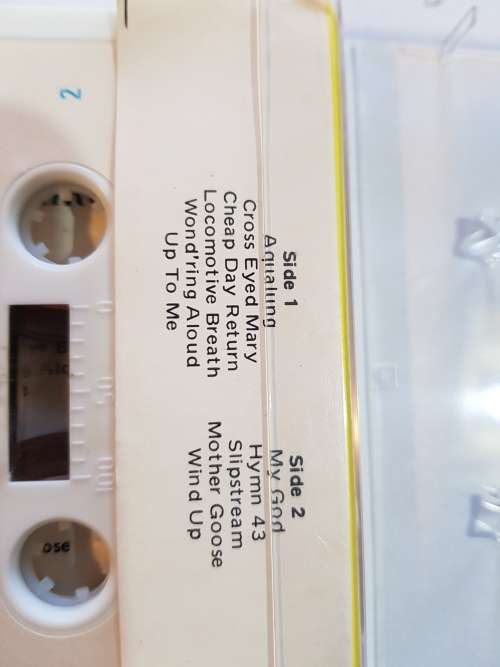 Side 1
Aqualung
Cross Eyed Mary
Cheap Day Return
Locomotive Breath
Wond'ring Aloud
Up To Me
Side 2
My God
Hymn 43
Slipstream
Mother Goose
Wind Up
2
0
50
100
ose